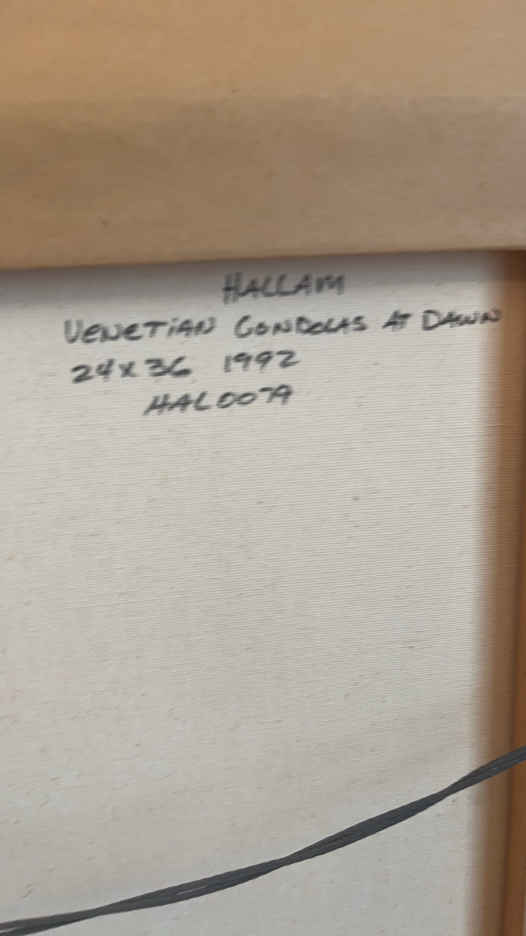 HALLAM
VENETIAN GONDOLAS AT DAWN
24x36 1992
HAL0079